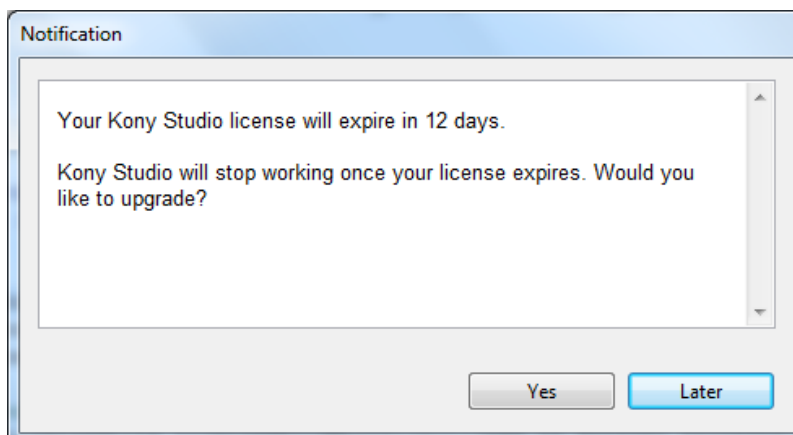 Notification
Your Kony Studio license will expire in 12 days.
Kony Studio will stop working once your license expires. Would you
like to upgrade?
Yes
Later